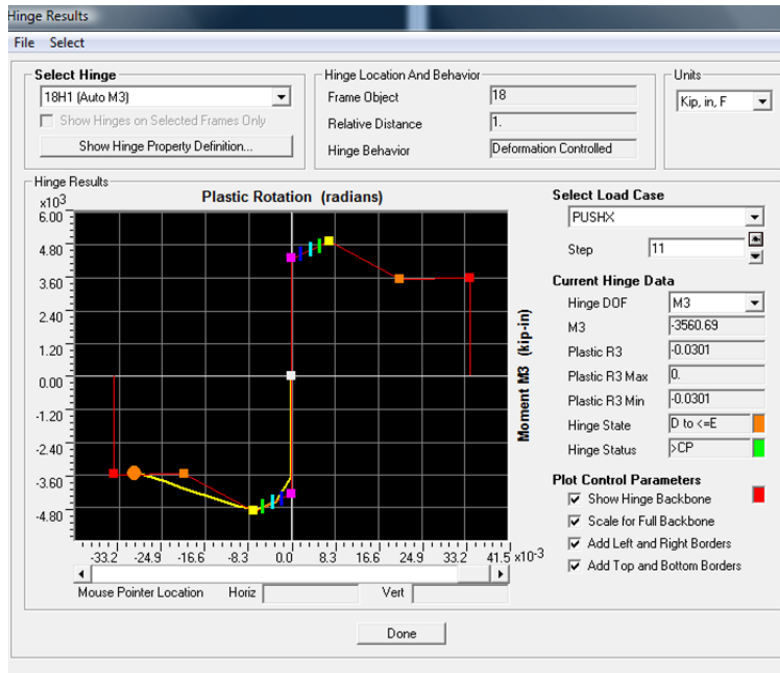 Hinge Results
File Select
Select Hinge
18H1 (Auto M3)
Show Hinges on Selected Frames Only
Show Hinge Property Definition...
Hinge Location And Behavior
Frame Object 18
Relative Distance 1.
Hinge Behavior Deformation Controlled
Units
Kip, in, F
Hinge Results
Plastic Rotation (radians)
x10³
6.00
4.80
3.60
2.40
1.20
0.00
-1.20
-2.40
-3.60
-4.80
-33.2 -24.9 -16.6 -8.3 0.0 8.3 16.6 24.9 33.2 41.5 x10⁻³
Moment M3 (kip-in)
Mouse Pointer Location Horiz Vert
Select Load Case
PUSHX
Step 11
Current Hinge Data
Hinge DOF M3
M3 -3560.69
Plastic R3 -0.0301
Plastic R3 Max 0.
Plastic R3 Min -0.0301
Hinge State D to <=E
Hinge Status >CP
Plot Control Parameters
Show Hinge Backbone
Scale for Full Backbone
Add Left and Right Borders
Add Top and Bottom Borders
Done